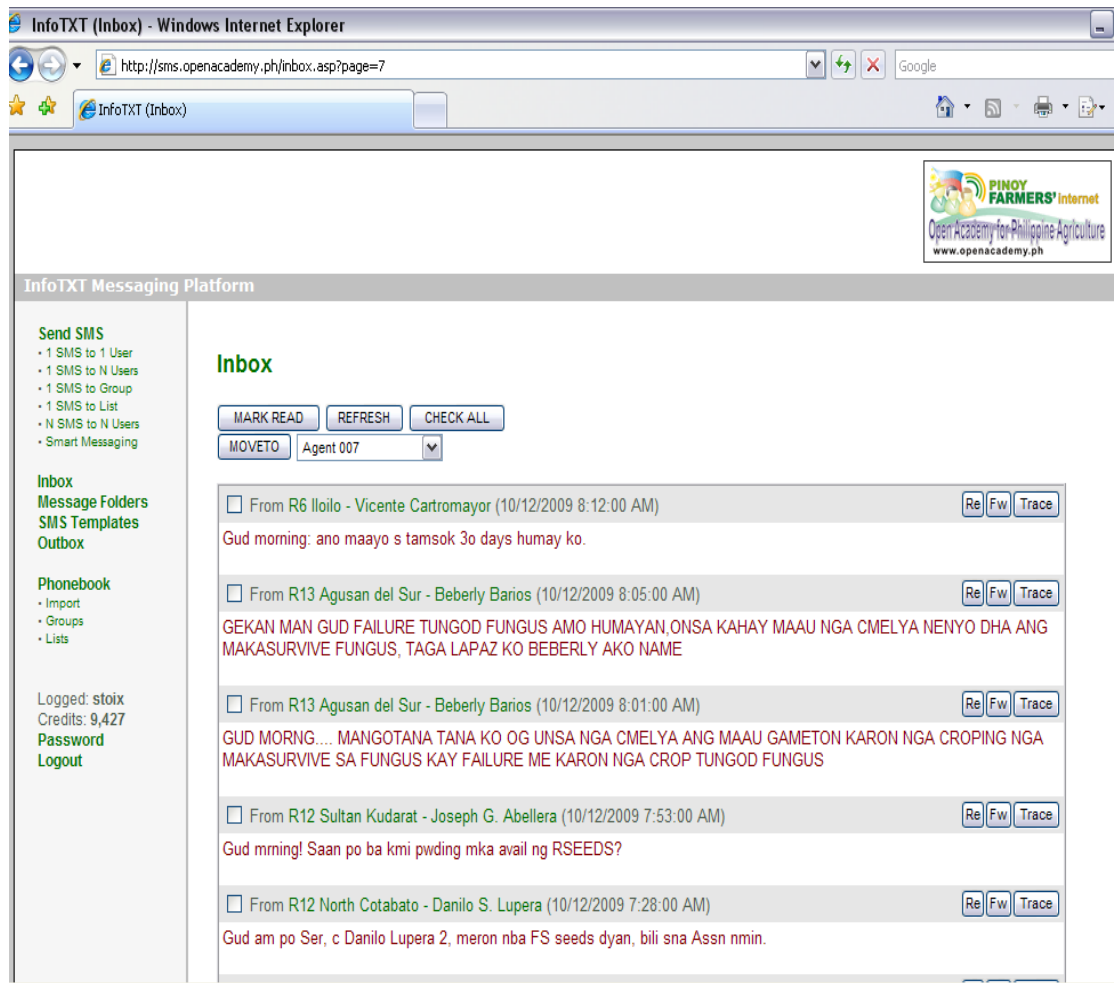 InfoTXT (Inbox) - Windows Internet Explorer
http://sms.openacademy.ph/inbox.asp?page=7
Google
InfoTXT (Inbox)
PINOY
FARMERS' Internet
Open Academy for Philippine Agriculture
www.openacademy.ph
InfoTXT Messaging Platform
Send SMS
• 1 SMS to 1 User
• 1 SMS to N Users
• 1 SMS to Group
• 1 SMS to List
• N SMS to N Users
• Smart Messaging
Inbox
Message Folders
SMS Templates
Outbox
Phonebook
• Import
• Groups
• Lists
Logged: stoix
Credits: 9,427
Password
Logout
Inbox
MARK READ REFRESH CHECK ALL
MOVETO Agent 007
From R6 Iloilo - Vicente Cartromayor (10/12/2009 8:12:00 AM) Re Fw Trace
Gud morning: ano maayo s tamsok 3o days humay ko.
From R13 Agusan del Sur - Beberly Barios (10/12/2009 8:05:00 AM) Re Fw Trace
GEKAN MAN GUD FAILURE TUNGOD FUNGUS AMO HUMAYAN,ONSA KAHAY MAAU NGA CMELYA NENYO DHA ANG
MAKASURVIVE FUNGUS, TAGA LAPAZ KO BEBERLY AKO NAME
From R13 Agusan del Sur - Beberly Barios (10/12/2009 8:01:00 AM) Re Fw Trace
GUD MORNG.... MANGOTANA TANA KO OG UNSA NGA CMELYA ANG MAAU GAMETON KARON NGA CROPING NGA
MAKASURVIVE SA FUNGUS KAY FAILURE ME KARON NGA CROP TUNGOD FUNGUS
From R12 Sultan Kudarat - Joseph G. Abellera (10/12/2009 7:53:00 AM) Re Fw Trace
Gud mrning! Saan po ba kmi pwding mka avail ng RSEEDS?
From R12 North Cotabato - Danilo S. Lupera (10/12/2009 7:28:00 AM) Re Fw Trace
Gud am po Ser, c Danilo Lupera 2, meron nba FS seeds dyan, bili sna Assn nmin.